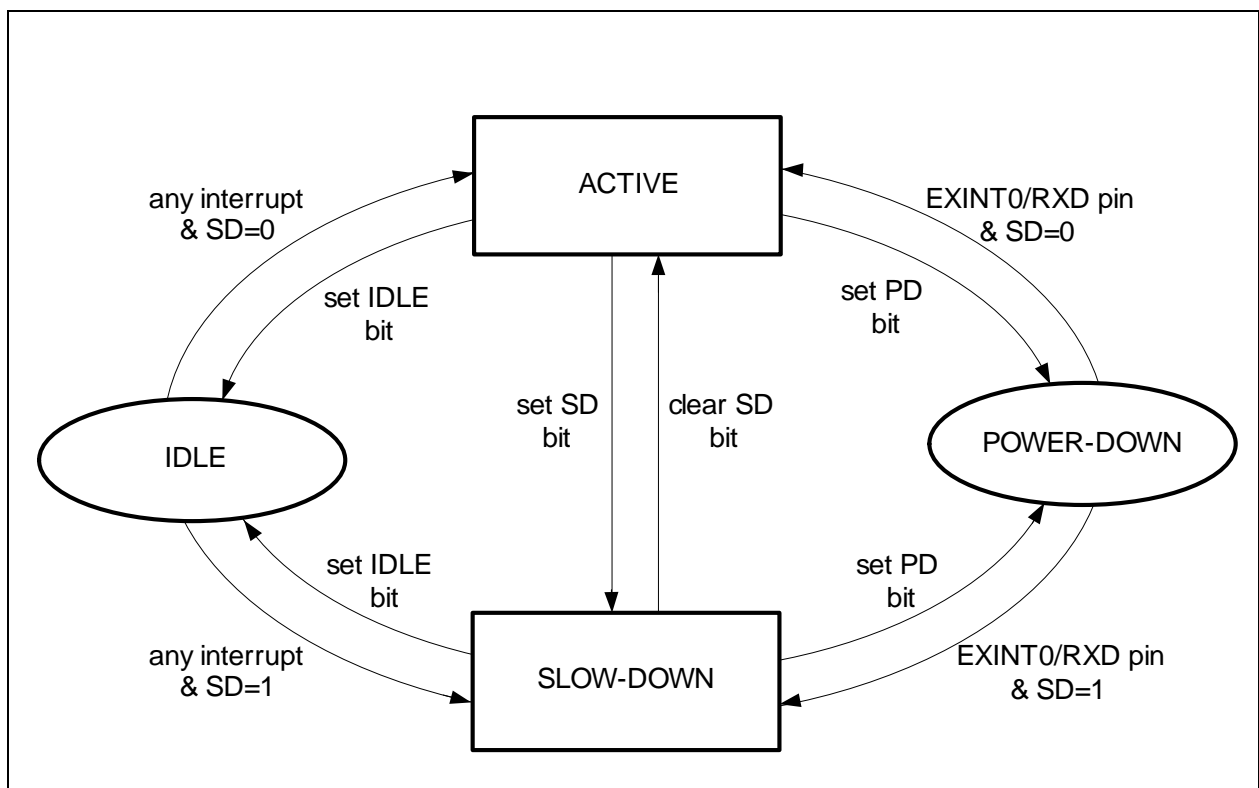 ACTIVE
any interrupt
& SD=0
EXINT0/RXD pin
& SD=0
set IDLE
bit
set PD
bit
set SD
bit
clear SD
bit
IDLE
POWER-DOWN
set IDLE
bit
set PD
bit
any interrupt
& SD=1
SLOW-DOWN
EXINT0/RXD pin
& SD=1